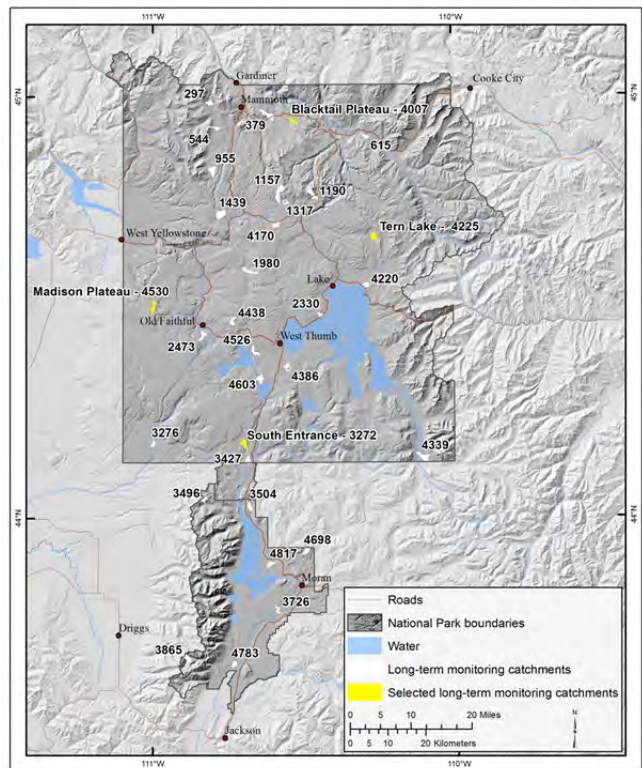 111°W
110°W
Gardiner
Cooke City
45°N
45°N
297
Mammoth
Blacktail Plateau - 4007
379
544
615
955
1157
1190
1439
1317
West Yellowstone
4170
Tern Lake - 4225
1980
Lake
4220
Madison Plateau - 4530
4438
2330
Old Faithful
West Thumb
2473
4526
4386
4603
3276
South Entrance - 3272
4339
3427
3496
3504
44°N
44°N
4698
4817
Moran
3726
Driggs
3865
4783
Jackson
Roads
National Park boundaries
Water
Long-term monitoring catchments
Selected long-term monitoring catchments
0 5 10 20 Miles
0 5 10 20 Kilometers
N
111°W
110°W